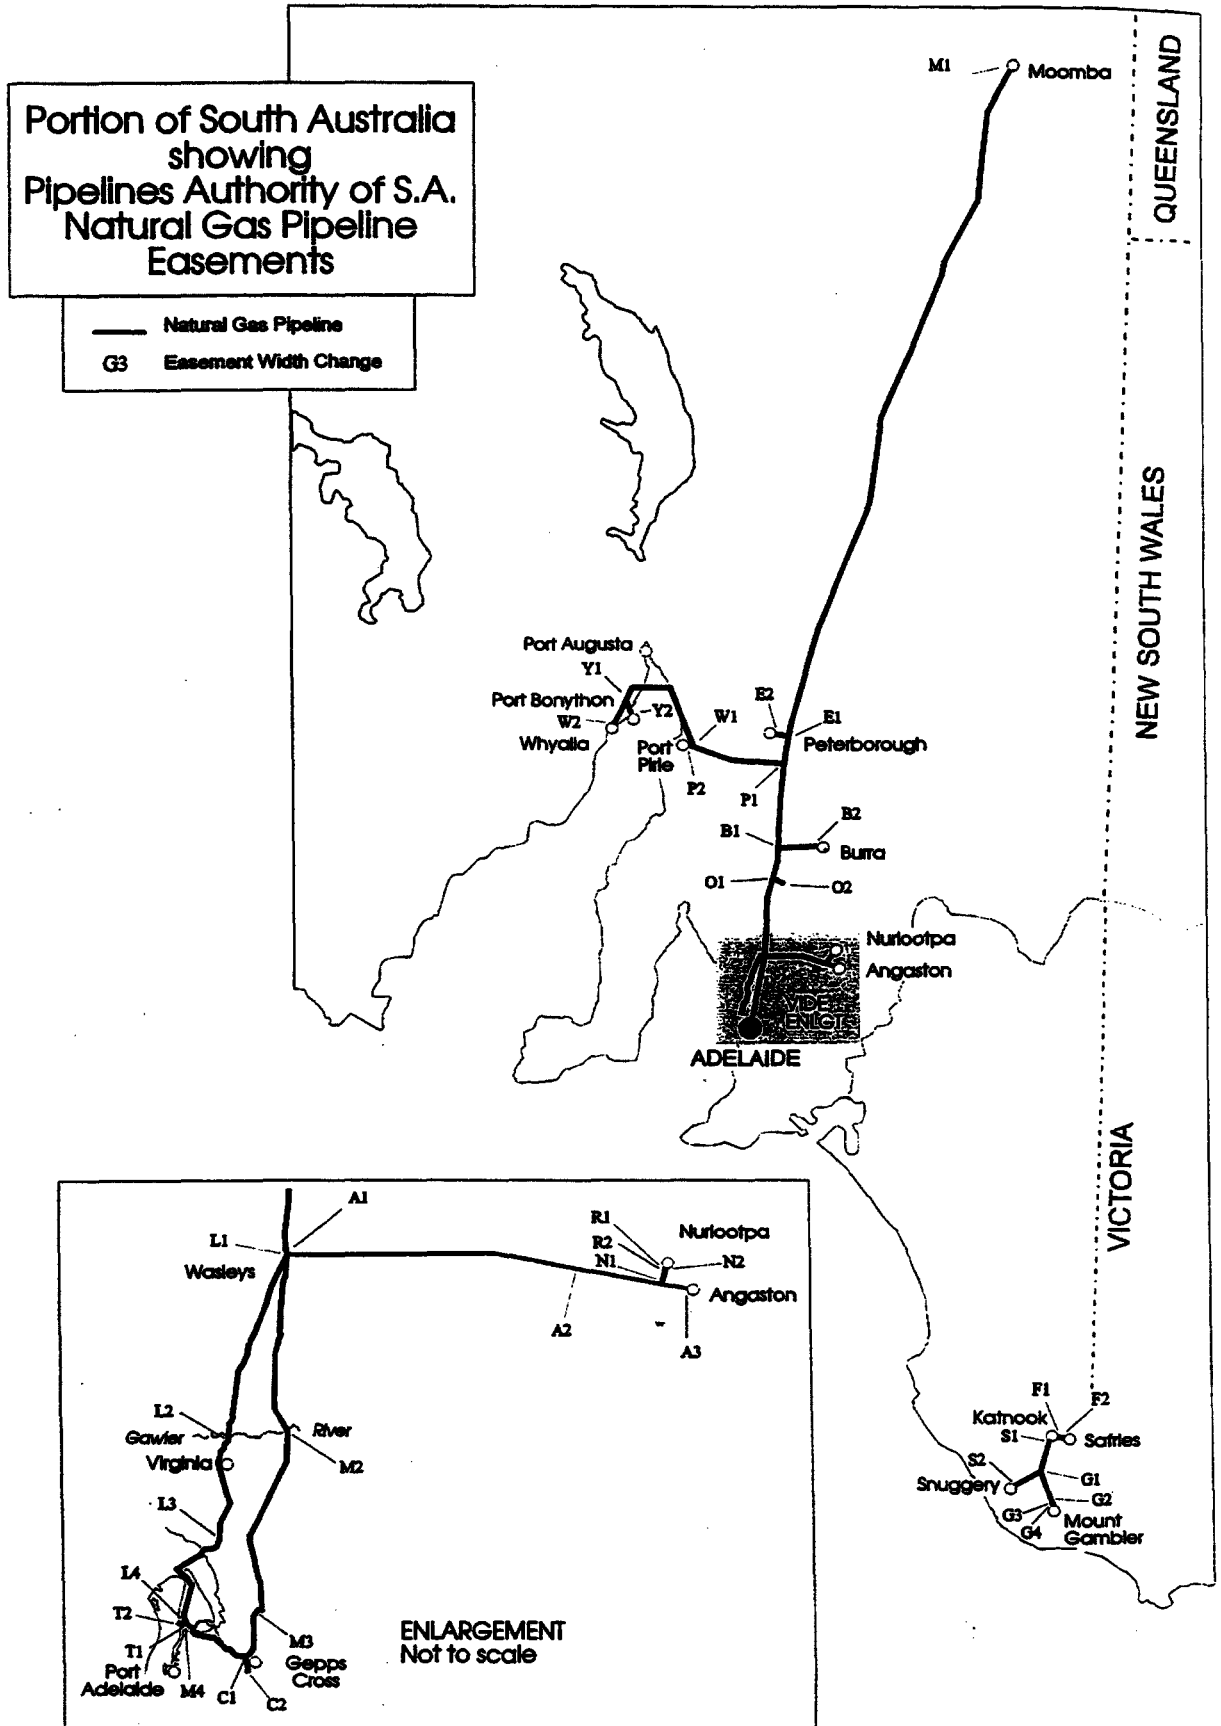 M1
Moomba
QUEENSLAND
Portion of South Australia
showing
Pipelines Authority of S.A.
Natural Gas Pipeline
Easements
Natural Gas Pipeline
G3 Easement Width Change
NEW SOUTH WALES
Port Augusta
Y1
Port Bonython
E2
W2
Y2
W1
E1
Whyalla
Port
Pirie
Peterborough
P2
P1
B2
B1
Burra
O1
O2
Nurlootpa
Angaston
VIDE
ENLGT.
ADELAIDE
VICTORIA
A1
L1
Wasleys
R1
R2
N1
Nurlootpa
N2
Angaston
A2
A3
L2
Gawler
River
Virginia
M2
L3
L4
T2
T1
Port
Adelaide
M4
C1
C2
M3
Gepps
Cross
ENLARGEMENT
Not to scale
F1
F2
Katnook
S1
Safries
S2
Snuggery
G1
G2
G3
G4
Mount
Gambier